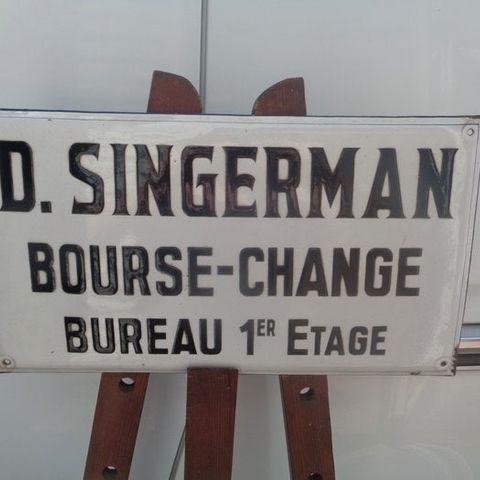 D. SINGERMAN
BOURSE-CHANGE
BUREAU 1ER ETAGE